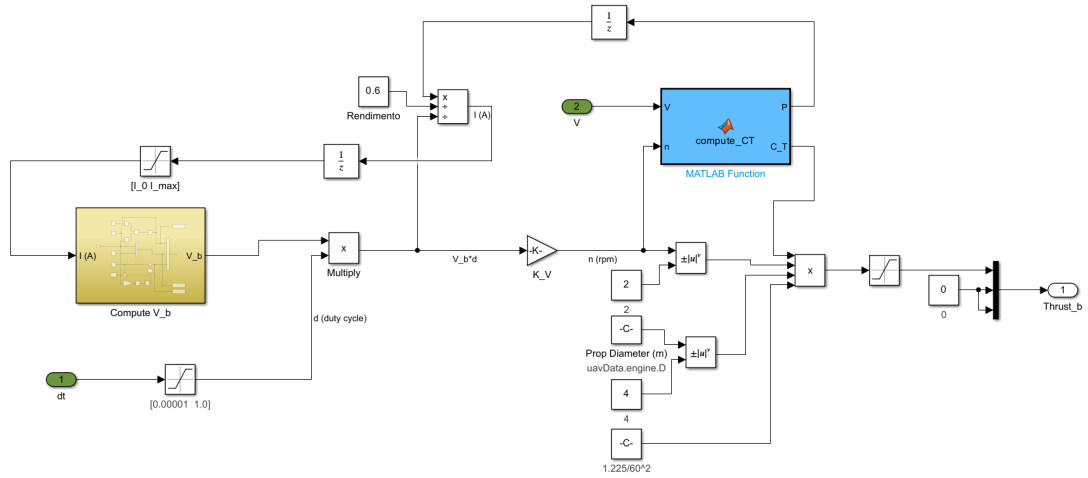 1
z
0.6
Rendimento
x
÷
÷
I (A)
2
V
V
n
P
C_T
compute_CT
MATLAB Function
1
z
[I_0 I_max]
I (A)
V_b
Compute V_b
x
Multiply
V_b*d
-K-
K_V
n (rpm)
±|u|ᵛ
2
2
x
0
0
1
Thrust_b
d (duty cycle)
-C-
Prop Diameter (m)
uavData.engine.D
±|u|ᵛ
1
dt
[0.00001 1.0]
4
4
-C-
1.225/60^2